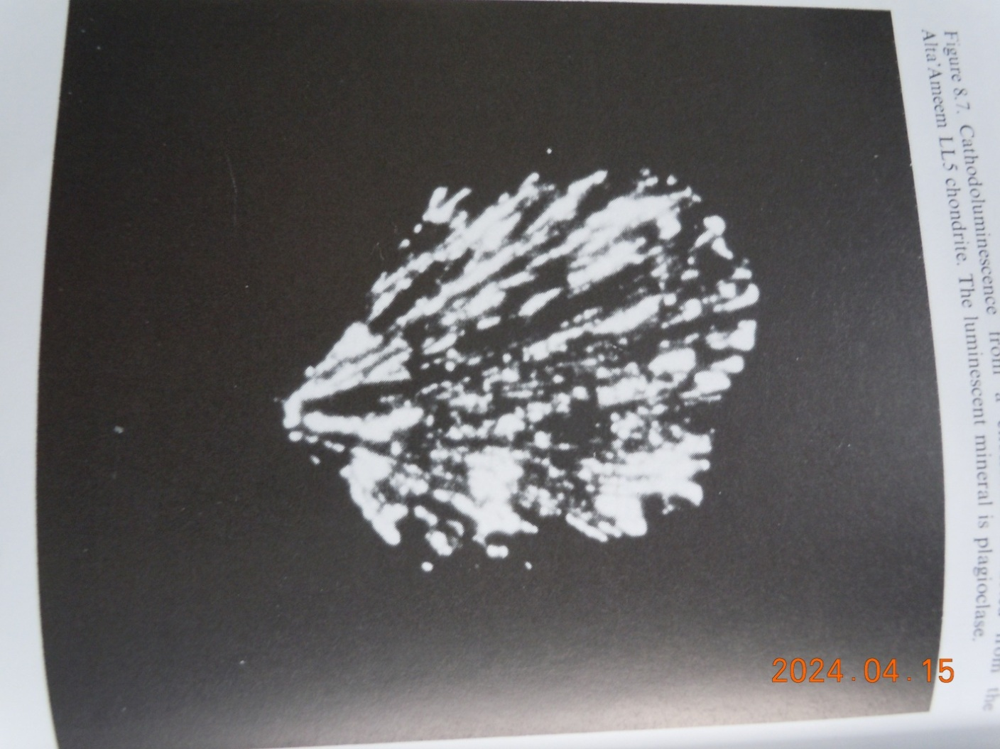 Figure 8.7. Cathodoluminescence from a from the
Alta'Ameem LL5 chondrite. The luminescent mineral is plagioclase.
2024.04.15